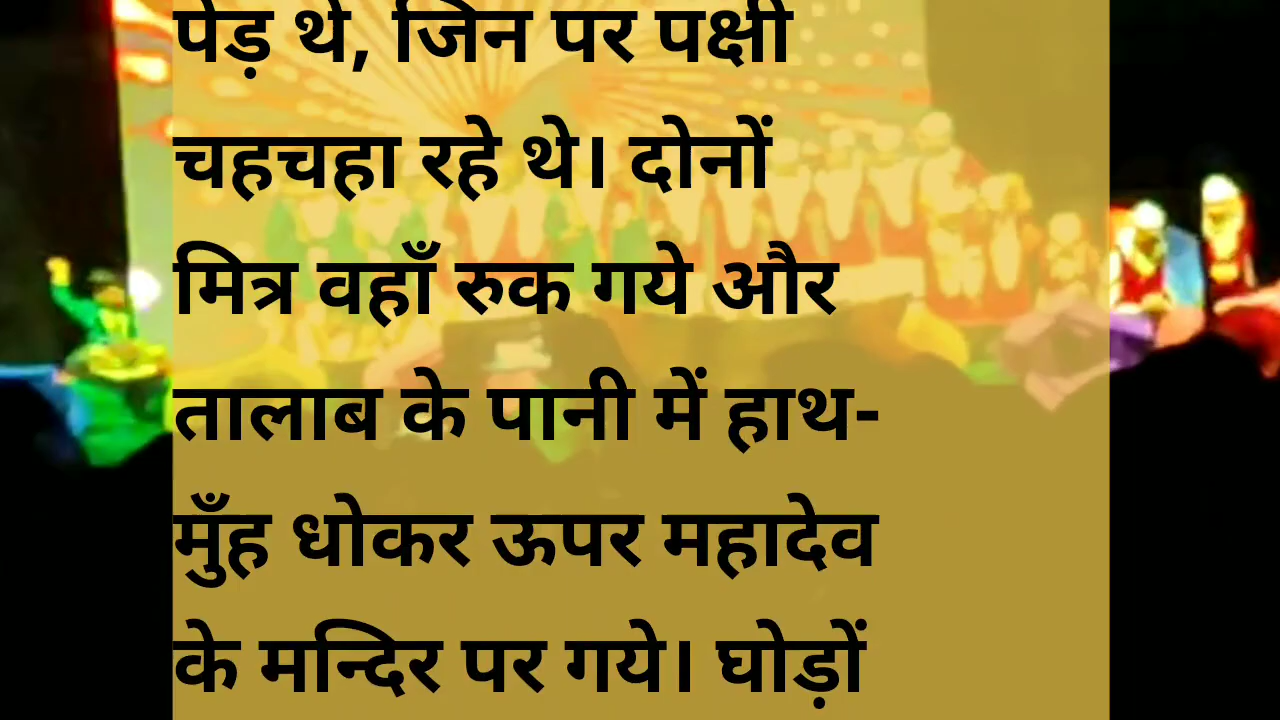 पेड़ थे, जिन पर पक्षी
चहचहा रहे थे। दोनों
मित्र वहाँ रुक गये और
तालाब के पानी में हाथ-
मुँह धोकर ऊपर महादेव
के मन्दिर पर गये। घोड़ों